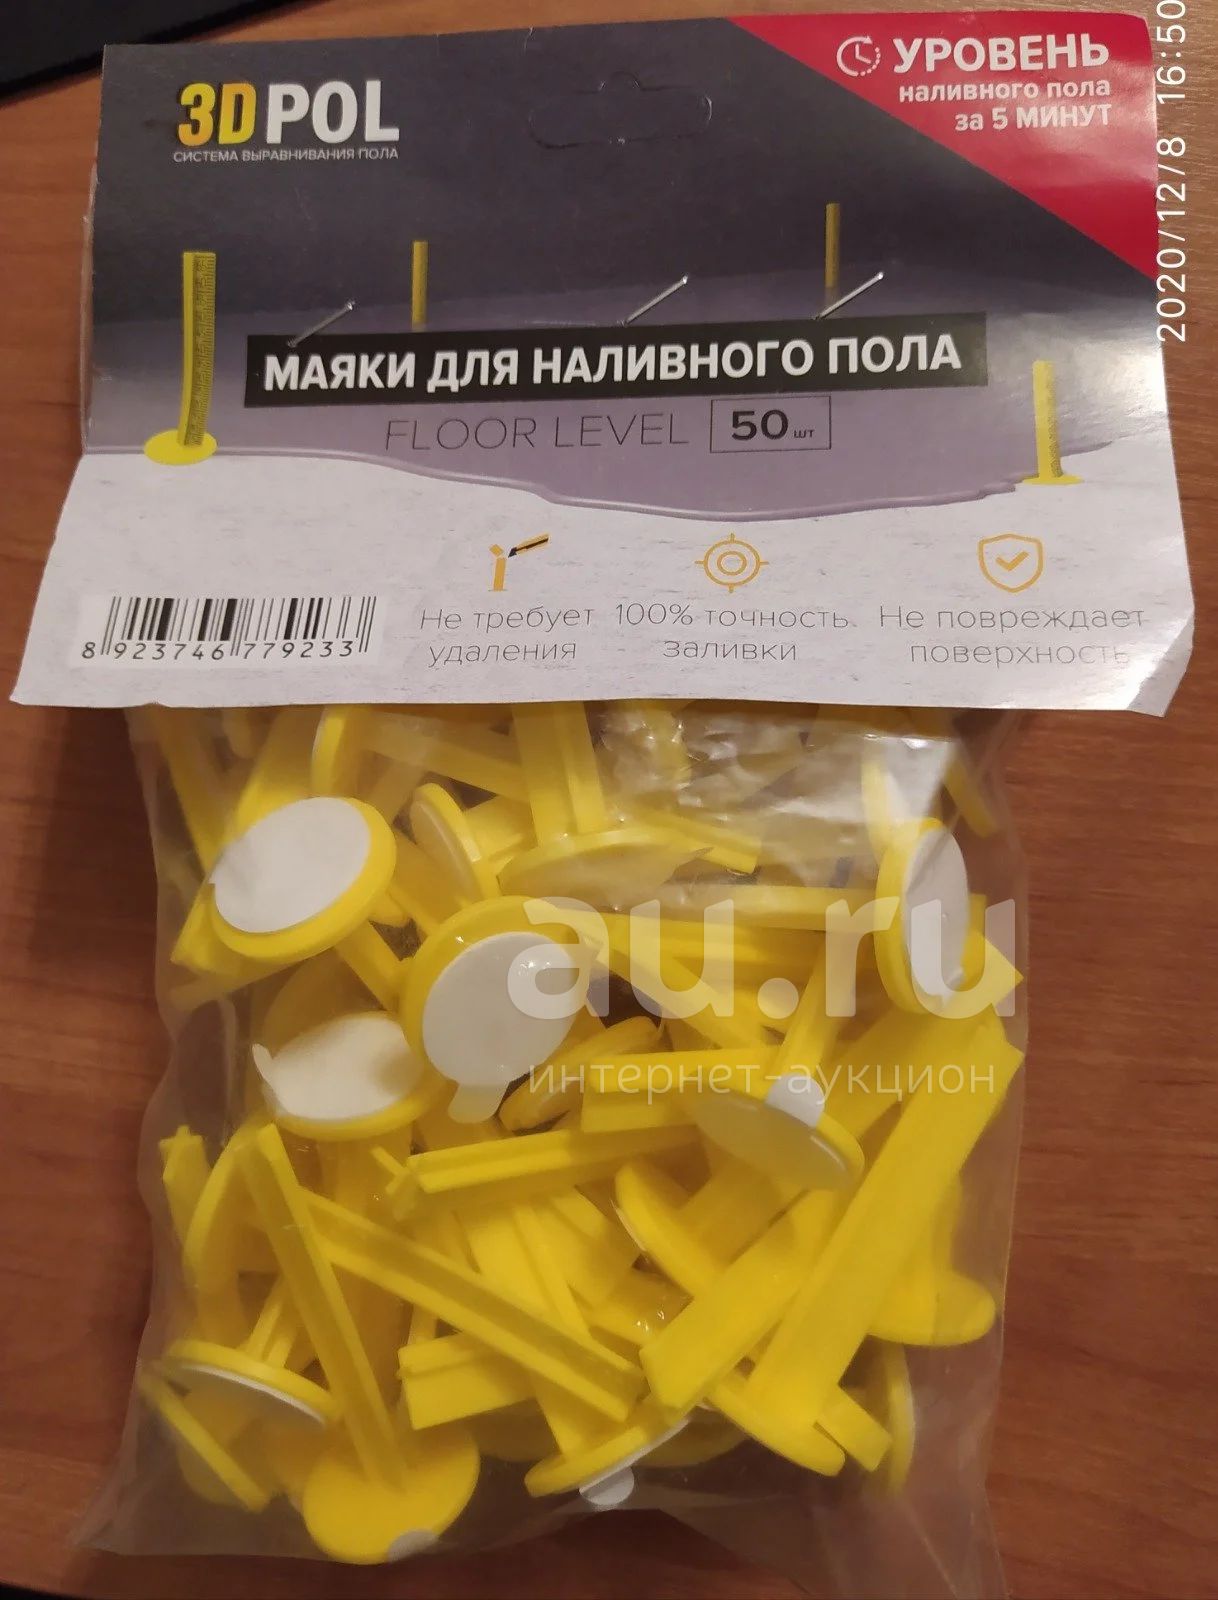 3D POL
СИСТЕМА ВЫРАВНИВАНИЯ ПОЛА
УРОВЕНЬ
наливного пола
за 5 МИНУТ
2020/12/8 16:50
МАЯКИ ДЛЯ НАЛИВНОГО ПОЛА
FLOOR LEVEL 50 шт
Не требует
удаления
100% точность
заливки
Не повреждает
поверхность
8 923746 779233
au.ru
интернет-аукцион